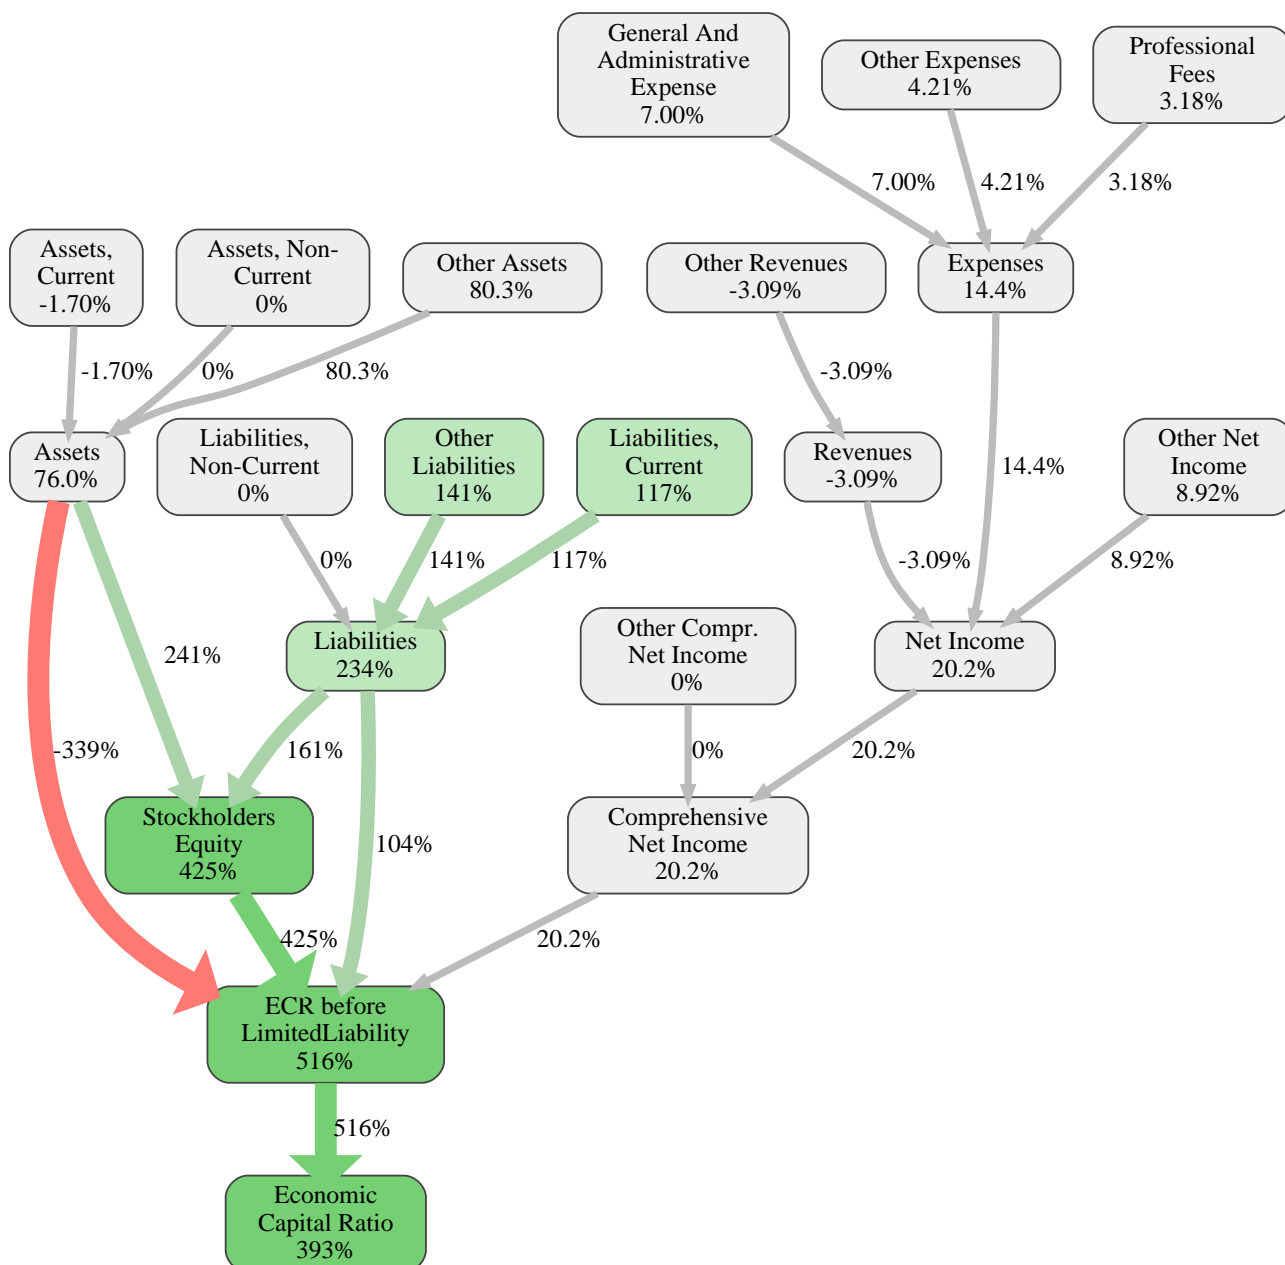 General And
Administrative
Expense
7.00%
Other Expenses
4.21%
Professional
Fees
3.18%
7.00%
4.21%
3.18%
Assets,
Current
-1.70%
Assets, Non-
Current
0%
Other Assets
80.3%
Other Revenues
-3.09%
Expenses
14.4%
-1.70%
0%
80.3%
-3.09%
Assets
76.0%
Liabilities,
Non-Current
0%
Other
Liabilities
141%
Liabilities,
Current
117%
Revenues
-3.09%
14.4%
Other Net
Income
8.92%
0%
141%
117%
-3.09%
8.92%
241%
Liabilities
234%
Other Compr.
Net Income
0%
Net Income
20.2%
-339%
161%
0%
20.2%
Stockholders
Equity
425%
104%
Comprehensive
Net Income
20.2%
425%
20.2%
ECR before
LimitedLiability
516%
516%
Economic
Capital Ratio
393%